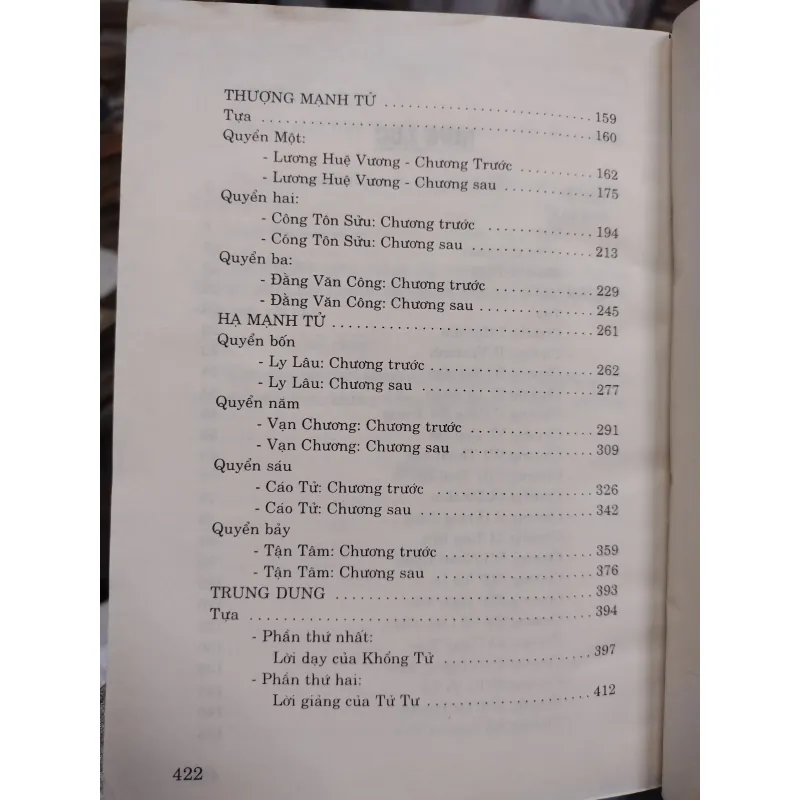 THƯỢNG MẠNH TỬ ............................ 159
Tựa ............................................ 160
Quyển Một:
- Lương Huệ Vương - Chương Trước ........... 162
- Lương Huệ Vương - Chương sau ............ 175
Quyển hai:
- Công Tôn Sửu: Chương trước .............. 194
- Cóng Tôn Sửu: Chương sau ................ 213
Quyển ba:
- Đằng Văn Công: Chương trước ............. 229
- Đằng Văn Công: Chương sau ............... 245
HẠ MẠNH TỬ .................................. 261
Quyển bốn
- Ly Lâu: Chương trước .................... 262
- Ly Lâu: Chương sau ...................... 277
Quyển năm
- Vạn Chương: Chương trước ................ 291
- Vạn Chương: Chương sau .................. 309
Quyển sáu
- Cáo Tử: Chương trước .................... 326
- Cáo Tử: Chương sau ...................... 342
Quyển bảy
- Tận Tâm: Chương trước ................... 359
- Tận Tâm: Chương sau ..................... 376
TRUNG DUNG .................................. 393
Tựa ............................................ 394
- Phần thứ nhất:
Lời dạy của Khổng Tử ...................... 397
- Phần thứ hai:
Lời giảng của Tử Tư ....................... 412
422